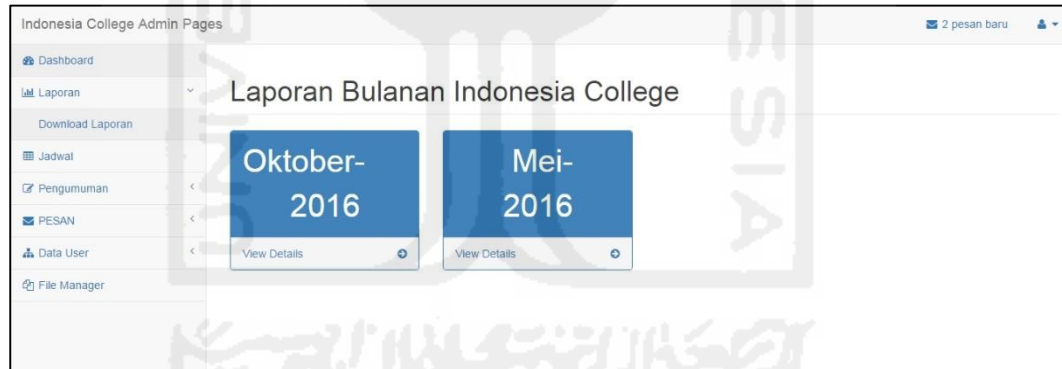 Indonesia College Admin Pages
2 pesan baru
Dashboard
Laporan
Download Laporan
Jadwal
Pengumuman
PESAN
Data User
File Manager
Laporan Bulanan Indonesia College
Oktober-
2016
View Details
Mei-
2016
View Details